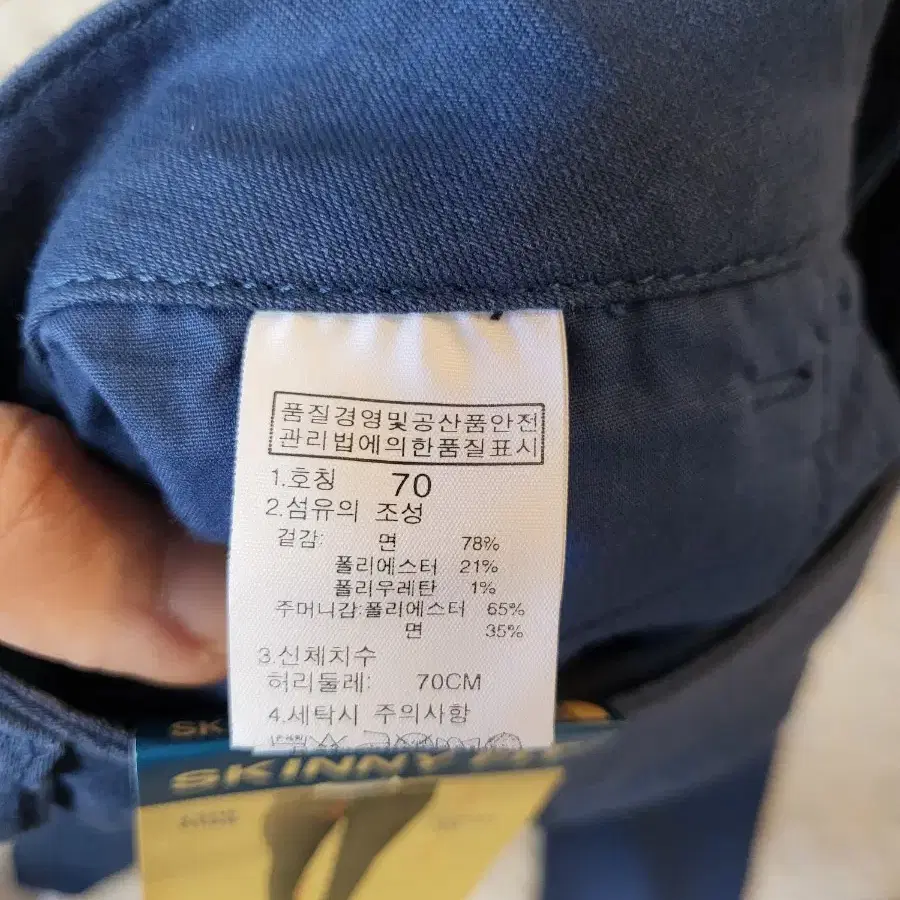 품질경영및공산품안전
관리법에의한품질표시
1.호칭 70
2.섬유의 조성
겉감: 면 78%
폴리에스터 21%
폴리우레탄 1%
주머니감:폴리에스터 65%
면 35%
3.신체치수
허리둘레: 70CM
4.세탁시 주의사항
SK
SKINNY